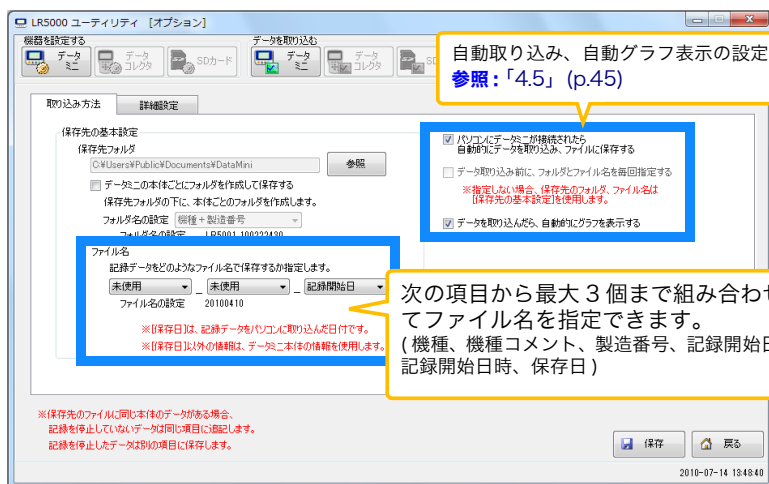 LR5000 ユーティリティ [オプション]
機器を設定する
データを取り込む
データミニ
データコレクタ
SDカード
データミニ
データコレクタ
自動取り込み、自動グラフ表示の設定
参照:「4.5」(p.45)
取り込み方法
詳細設定
保存先の基本設定
保存先フォルダ
C:¥Users¥Public¥Documents¥DataMini
参照
データミニの本体ごとにフォルダを作成して保存する
保存先フォルダの下に、本体ごとのフォルダを作成します。
フォルダ名の設定 機種+製造番号
フォルダ名の設定 LR5001_100222430
ファイル名
記録データをどのようなファイル名で保存するか指定します。
未使用 _ 未使用 _ 記録開始日
ファイル名の設定 20100410
※[保存日]は、記録データをパソコンに取り込んだ日付です。
※[保存日]以外の情報は、データミニ本体の情報を使用します。
パソコンにデータミニが接続されたら
自動的にデータを取り込み、ファイルに保存する
データ取り込み前に、フォルダとファイル名を毎回指定する
※指定しない場合、保存先のフォルダ、ファイル名は
[保存先の基本設定]を使用します。
データを取り込んだら、自動的にグラフを表示する
次の項目から最大 3 個まで組み合わせ
てファイル名を指定できます。
(機種、機種コメント、製造番号、記録開始日
記録開始日時、保存日)
※保存先のファイルに同じ本体のデータがある場合、
記録を停止していないデータは同じ項目に追記します。
記録を停止したデータは別の項目に保存します。
保存
戻る
2010-07-14 13:48:40